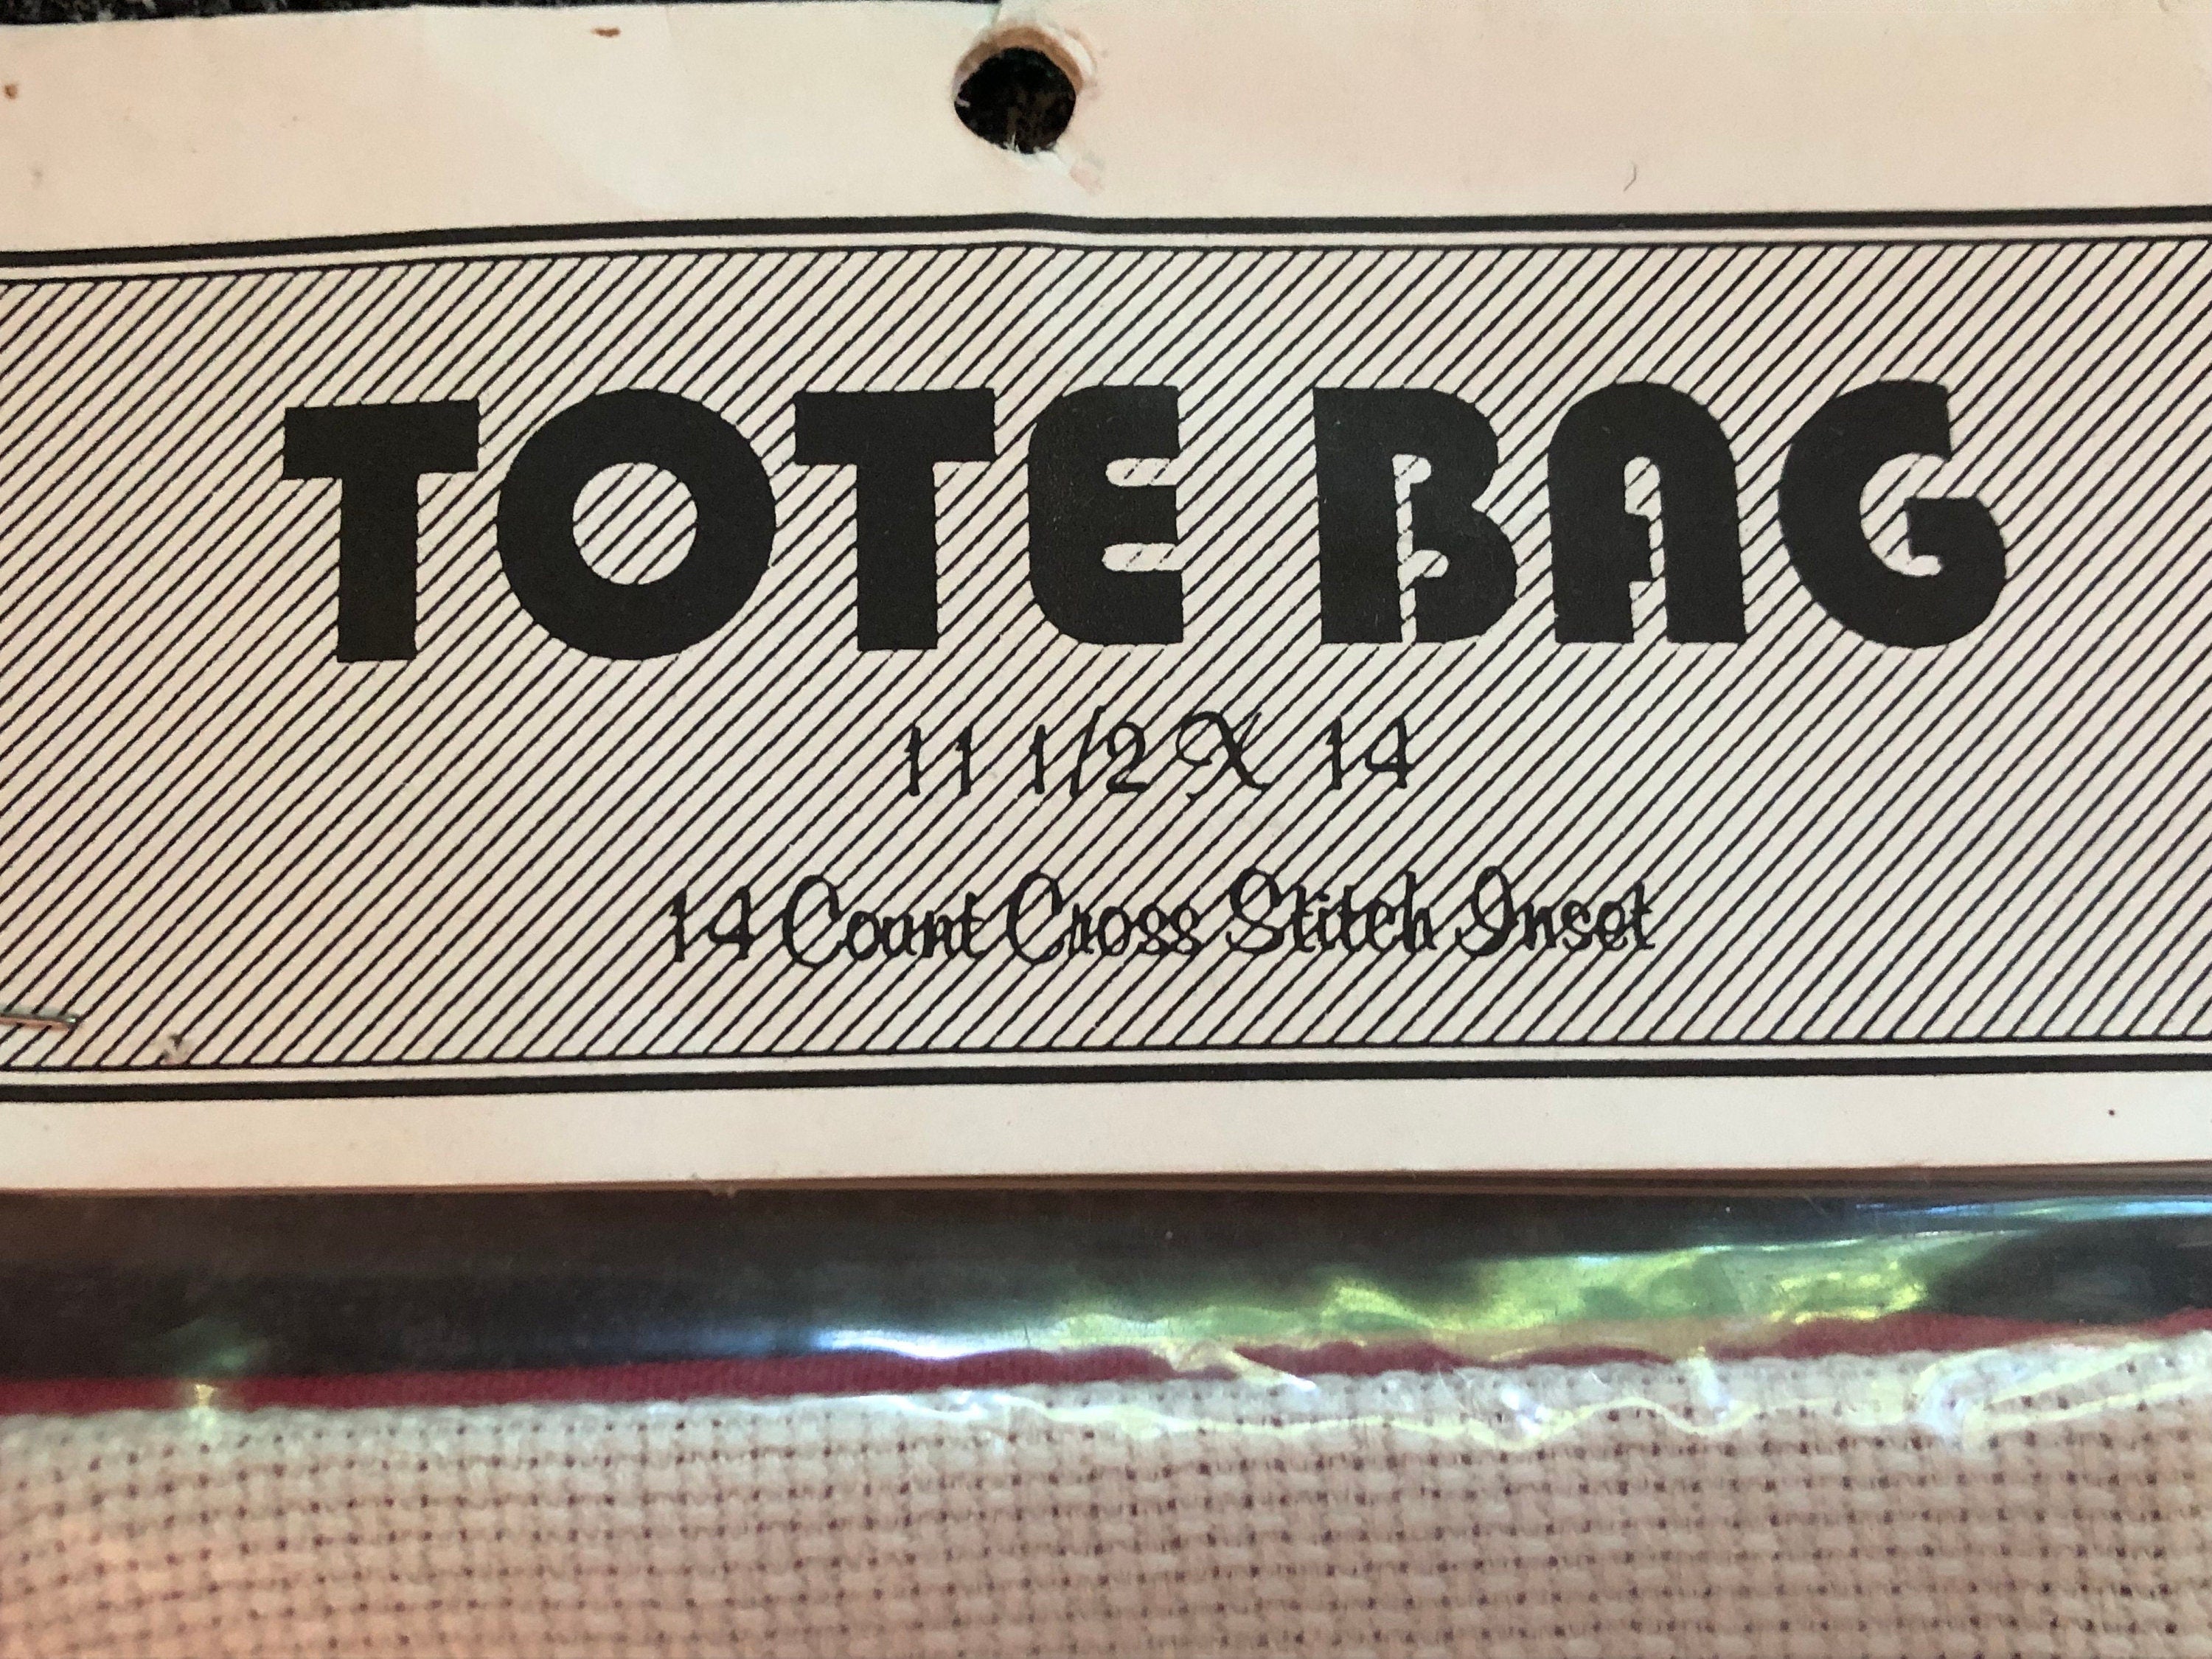 TOTE BAG
11 1/2 X 14
14 Count Cross Stitch Inset